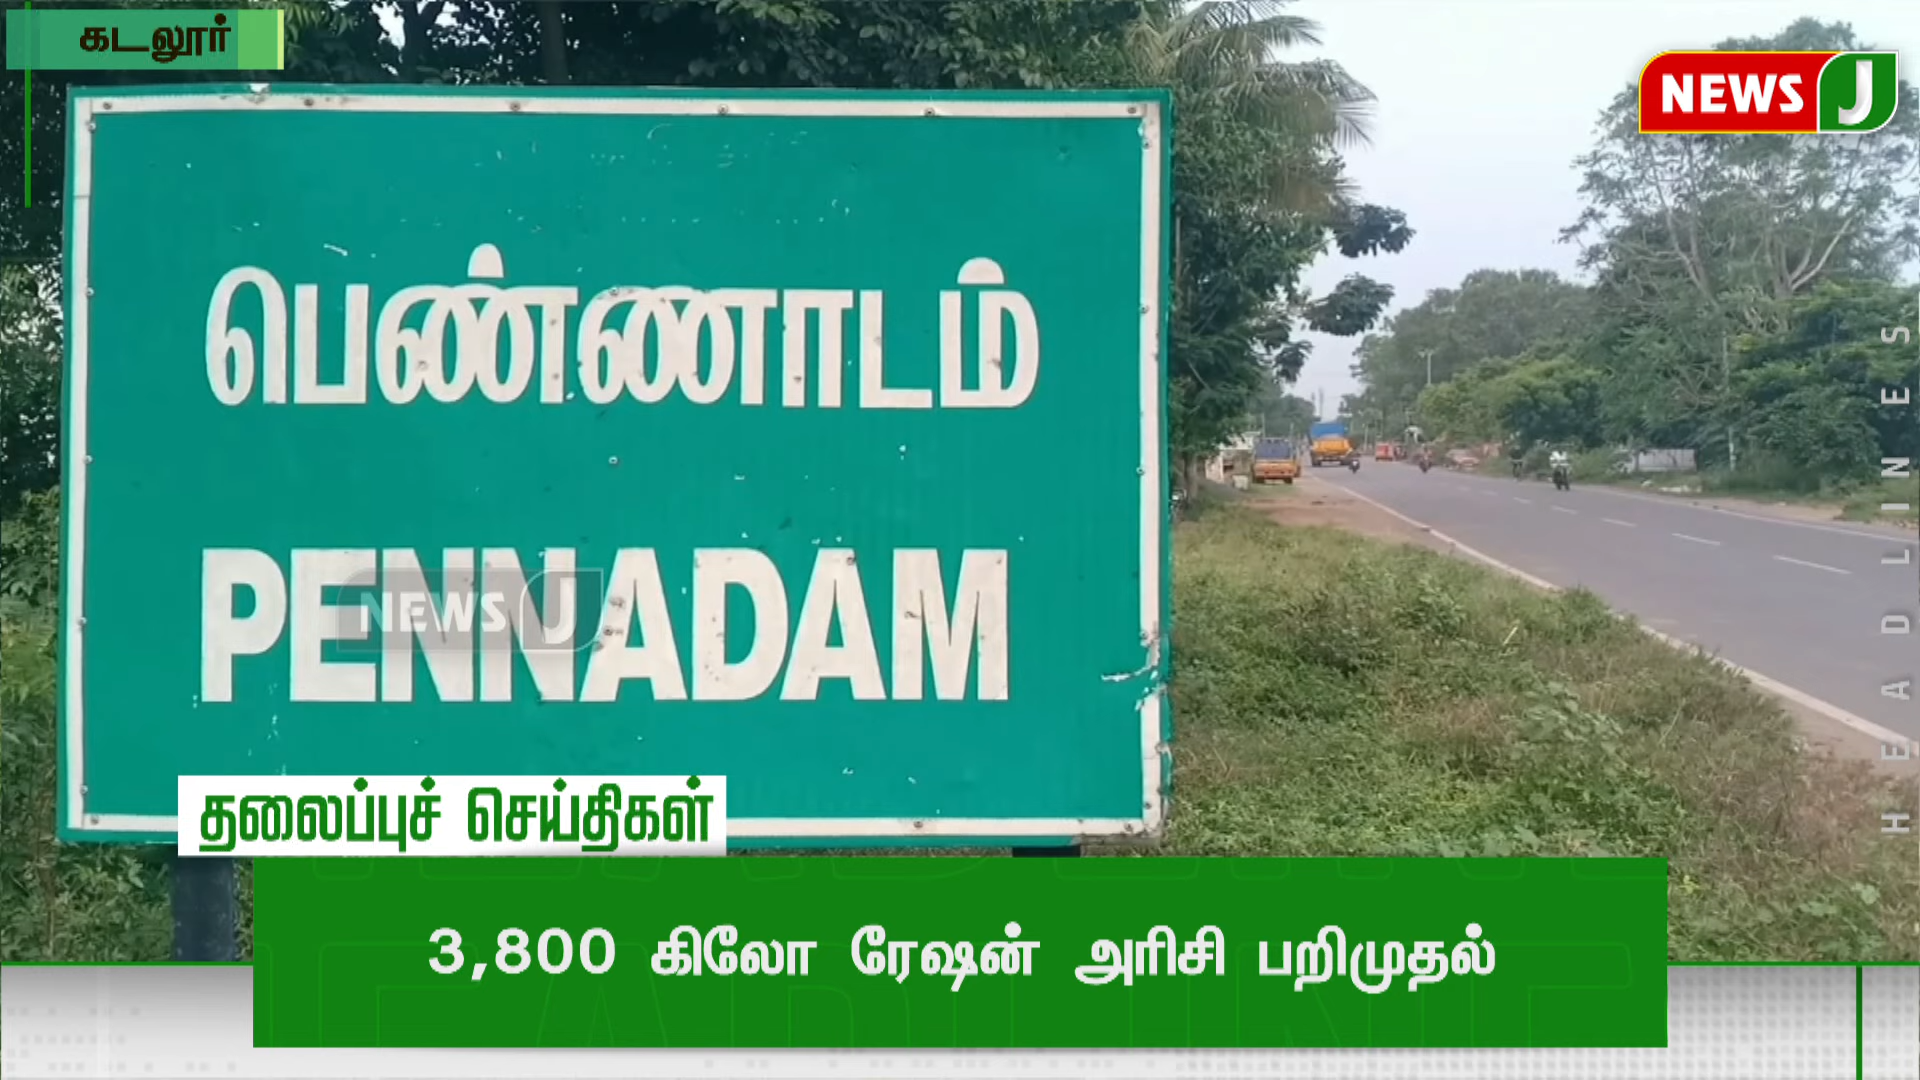 கடலூர்
NEWS J
பெண்ணாடம்
PENNADAM
NEWS J
HEADLINES
தலைப்புச் செய்திகள்
3,800 கிலோ ரேஷன் அரிசி பறிமுதல்